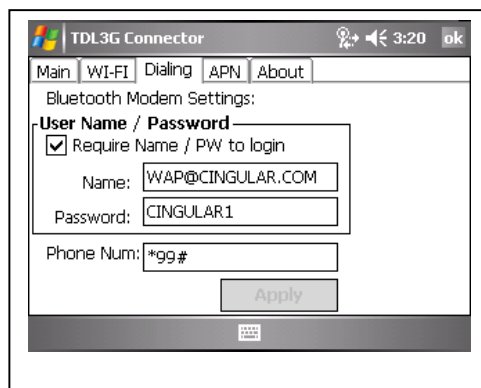 TDL3G Connector 3:20 ok
Main WI-FI Dialing APN About
Bluetooth Modem Settings:
User Name / Password
Require Name / PW to login
Name: WAP@CINGULAR.COM
Password: CINGULAR1
Phone Num: *99#
Apply